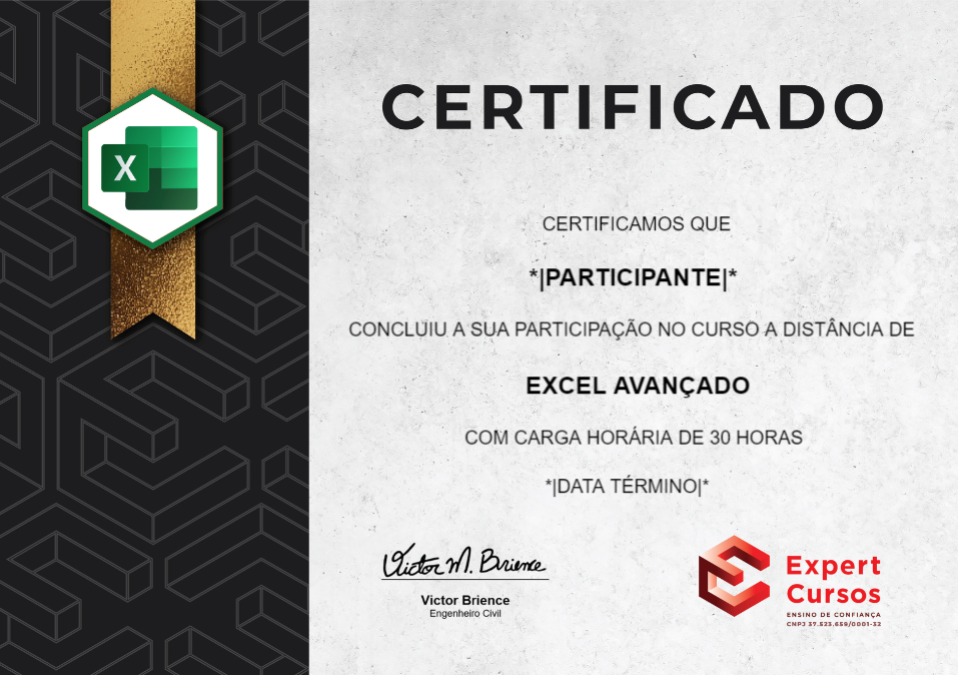 X
CERTIFICADO
CERTIFICAMOS QUE
*|PARTICIPANTE|*
CONCLUIU A SUA PARTICIPAÇÃO NO CURSO A DISTÂNCIA DE
EXCEL AVANÇADO
COM CARGA HORÁRIA DE 30 HORAS
*|DATA TÉRMINO|*
Victor M. Brience
Victor Brience
Engenheiro Civil
Expert
Cursos
ENSINO DE CONFIANÇA
CNPJ 37.523.659/0001-32